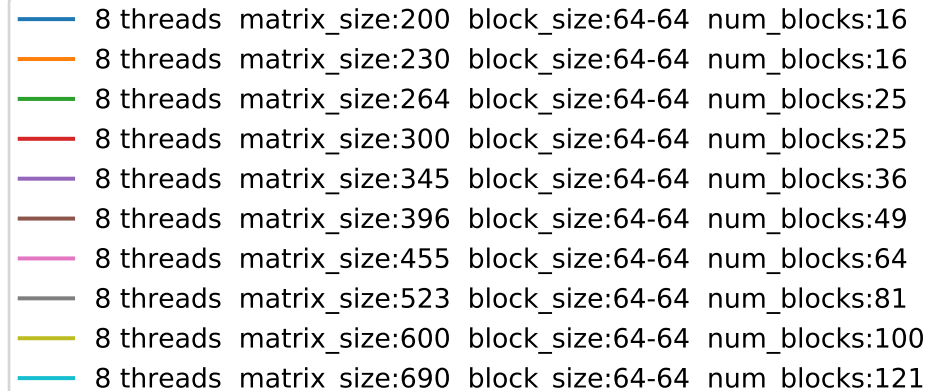 8 threads  matrix_size:200  block_size:64-64  num_blocks:16
8 threads  matrix_size:230  block_size:64-64  num_blocks:16
8 threads  matrix_size:264  block_size:64-64  num_blocks:25
8 threads  matrix_size:300  block_size:64-64  num_blocks:25
8 threads  matrix_size:345  block_size:64-64  num_blocks:36
8 threads  matrix_size:396  block_size:64-64  num_blocks:49
8 threads  matrix_size:455  block_size:64-64  num_blocks:64
8 threads  matrix_size:523  block_size:64-64  num_blocks:81
8 threads  matrix_size:600  block_size:64-64  num_blocks:100
8 threads  matrix_size:690  block_size:64-64  num_blocks:121